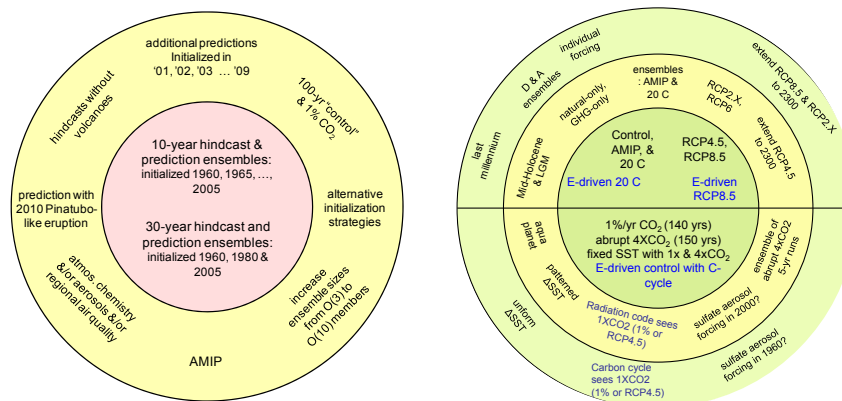 additional predictions
Initialized in
'01, '02, '03 … '09
hindcasts without
volcanoes
100-yr "control"
& 1% CO2
10-year hindcast &
prediction ensembles:
initialized 1960, 1965, …,
2005
30-year hindcast and
prediction ensembles:
initialized 1960, 1980 &
2005
prediction with
2010 Pinatubo-
like eruption
alternative
initialization
strategies
atmos. chemistry
&/or aerosols &/or
regional air quality
increase
ensemble sizes
from O(3) to
O(10) members
AMIP
last
millennium
D & A
ensembles
individual
forcing
extend RCP8.5 & RCP2.X
to 2300
Mid-Holocene
& LGM
natural-only,
GHG-only
ensembles
: AMIP &
20 C
RCP2.X,
RCP6
extend RCP4.5
to 2300
Control,
AMIP, &
20 C
RCP4.5,
RCP8.5
E-driven 20 C
E-driven
RCP8.5
1%/yr CO2 (140 yrs)
abrupt 4XCO2 (150 yrs)
fixed SST with 1x & 4xCO2
E-driven control with C-
cycle
aqua
planet
patterned
ΔSST
Radiation code sees
1XCO2 (1% or
RCP4.5)
sulfate aerosol
forcing in 2000?
ensemble of
abrupt 4xCO2
5-yr runs
unform
ΔSST
Carbon cycle
sees 1XCO2
(1% or RCP4.5)
sulfate aerosol
forcing in 1960?